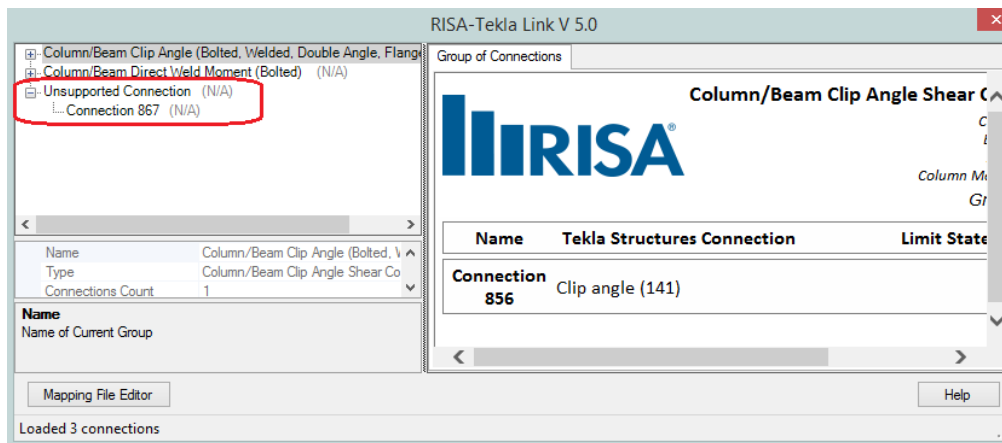 RISA-Tekla Link V 5.0
Column/Beam Clip Angle (Bolted, Welded, Double Angle, Flange
Column/Beam Direct Weld Moment (Bolted) (N/A)
Unsupported Connection (N/A)
Connection 867 (N/A)
Name Column/Beam Clip Angle (Bolted, W
Type Column/Beam Clip Angle Shear Co
Connections Count 1
Name
Name of Current Group
Group of Connections
Column/Beam Clip Angle Shear C
RISA®
Column Mo
Gr
Name Tekla Structures Connection Limit State
Connection
856
Clip angle (141)
Mapping File Editor
Help
Loaded 3 connections